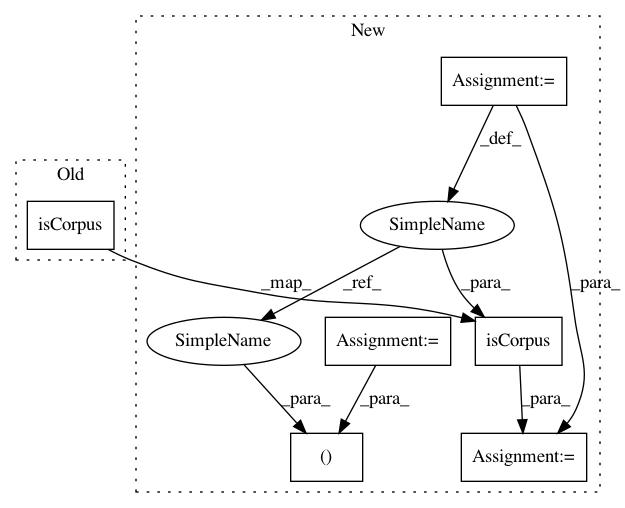 New
Assignment:=
Old
_def_
isCorpus
SimpleName
_map_
_ref_
_para_
_para_
SimpleName
Assignment:=
isCorpus
_para_
_para_
_para_
()
Assignment:=